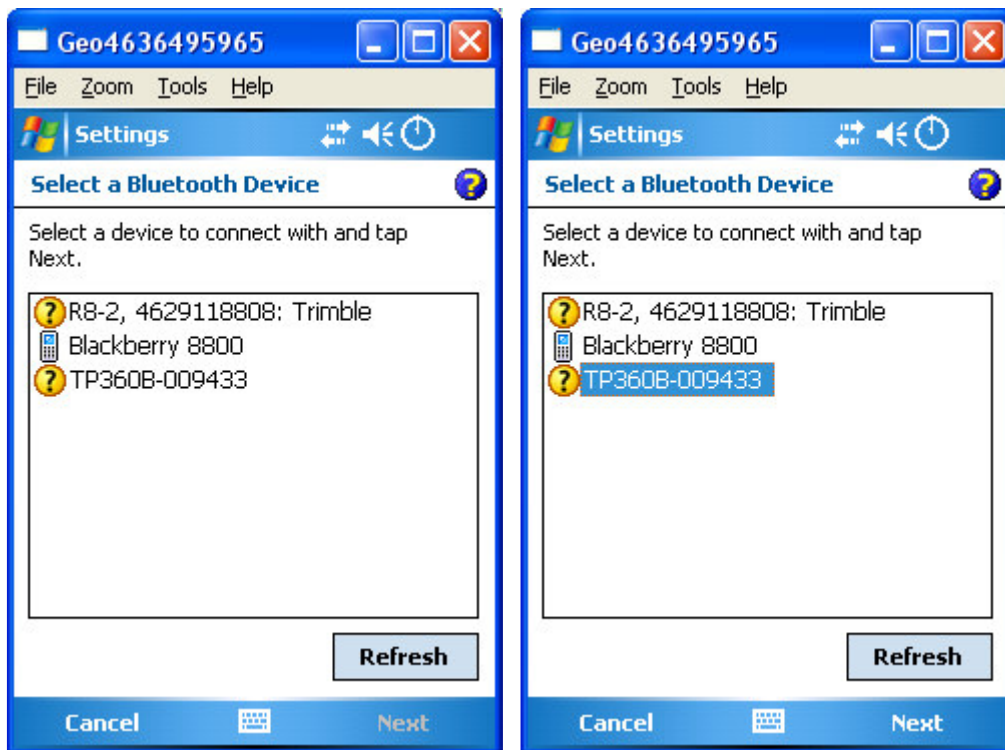 Geo4636495965
File Zoom Tools Help
Settings
Select a Bluetooth Device
Select a device to connect with and tap
Next.
R8-2, 4629118808: Trimble
Blackberry 8800
TP360B-009433
Refresh
Cancel Next
Geo4636495965
File Zoom Tools Help
Settings
Select a Bluetooth Device
Select a device to connect with and tap
Next.
R8-2, 4629118808: Trimble
Blackberry 8800
TP360B-009433
Refresh
Cancel Next